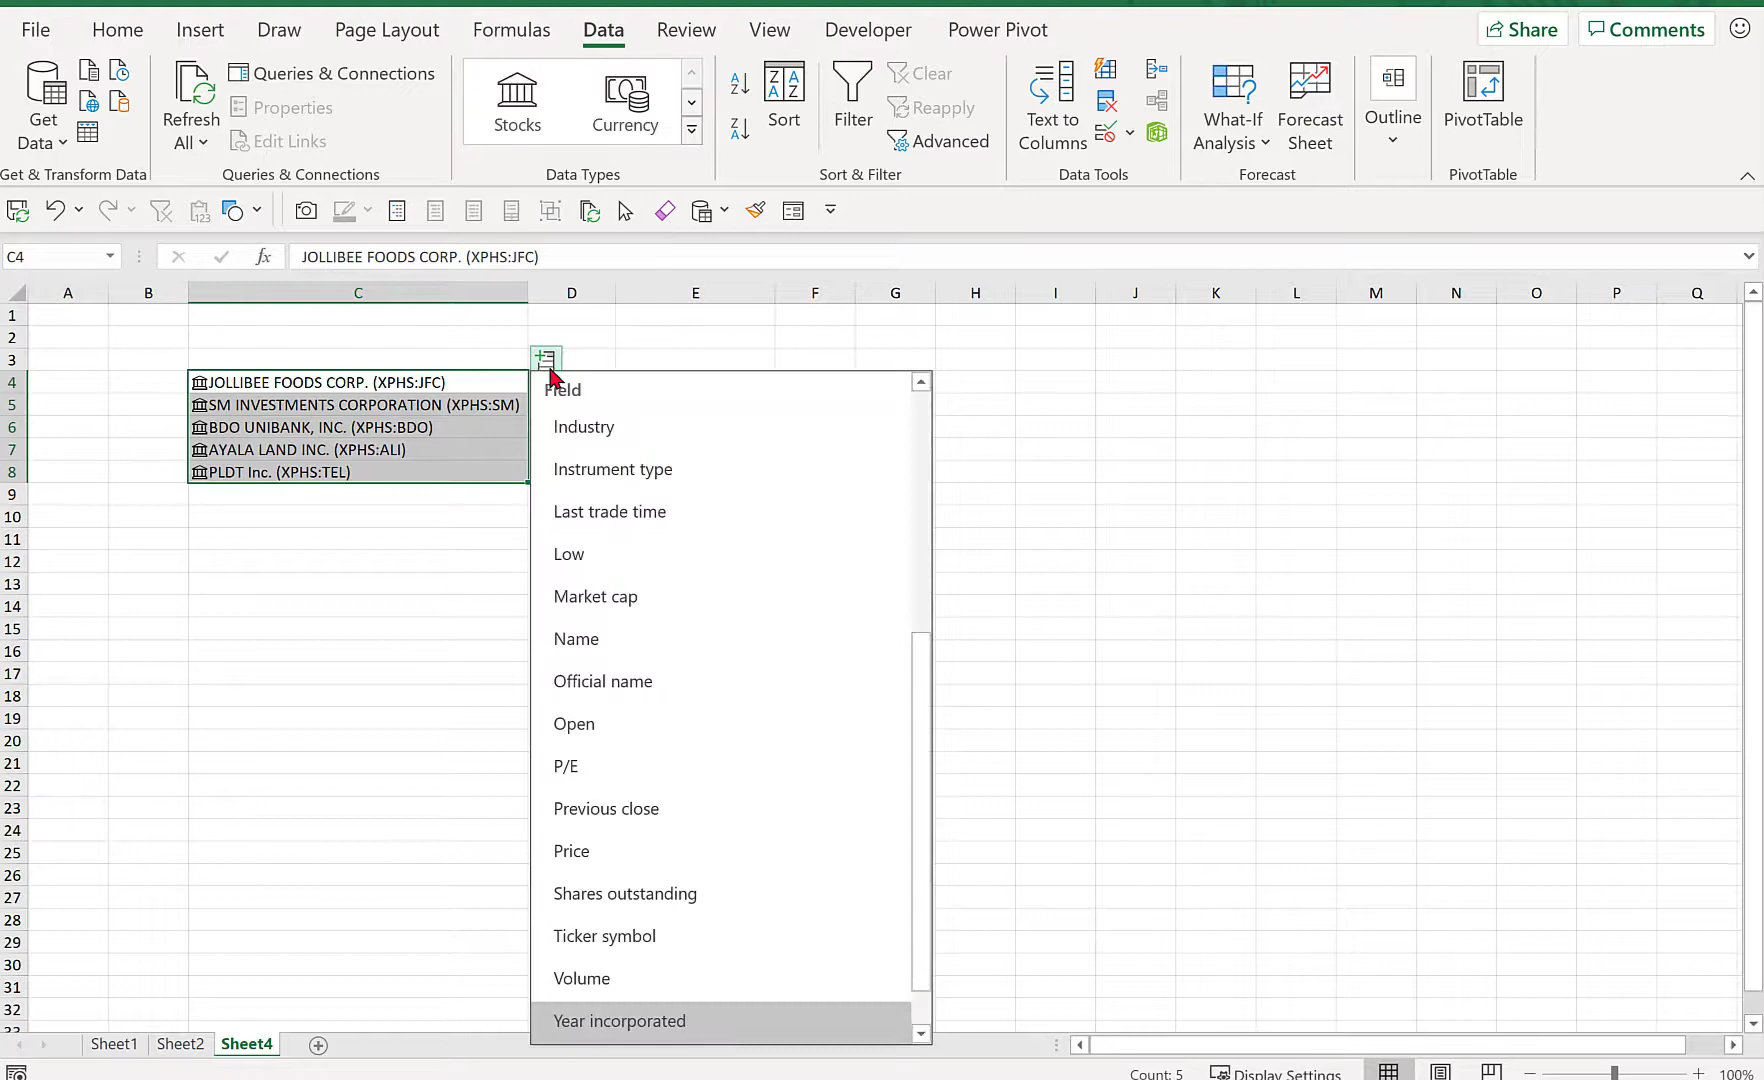 File Home Insert Draw Page Layout Formulas Data Review View Developer Power Pivot Share Comments
Get Data
Refresh All
Queries & Connections
Properties
Edit Links
Stocks
Currency
Sort
Filter
Clear
Reapply
Advanced
Text to Columns
What-If Analysis
Forecast Sheet
Outline
PivotTable
Get & Transform Data Queries & Connections Data Types Sort & Filter Data Tools Forecast PivotTable
C4 fx JOLLIBEE FOODS CORP. (XPHS:JFC)
A B C D E F G H I J K L M N O P Q
1
2
3
4 JOLLIBEE FOODS CORP. (XPHS:JFC)
5 SM INVESTMENTS CORPORATION (XPHS:SM)
6 BDO UNIBANK, INC. (XPHS:BDO)
7 AYALA LAND INC. (XPHS:ALI)
8 PLDT Inc. (XPHS:TEL)
9
10
11
12
13
14
15
16
17
18
19
20
21
22
23
24
25
26
27
28
29
30
31
32
33
Field
Industry
Instrument type
Last trade time
Low
Market cap
Name
Official name
Open
P/E
Previous close
Price
Shares outstanding
Ticker symbol
Volume
Year incorporated
Sheet1 Sheet2 Sheet4
Count: 5 Display Settings 100%